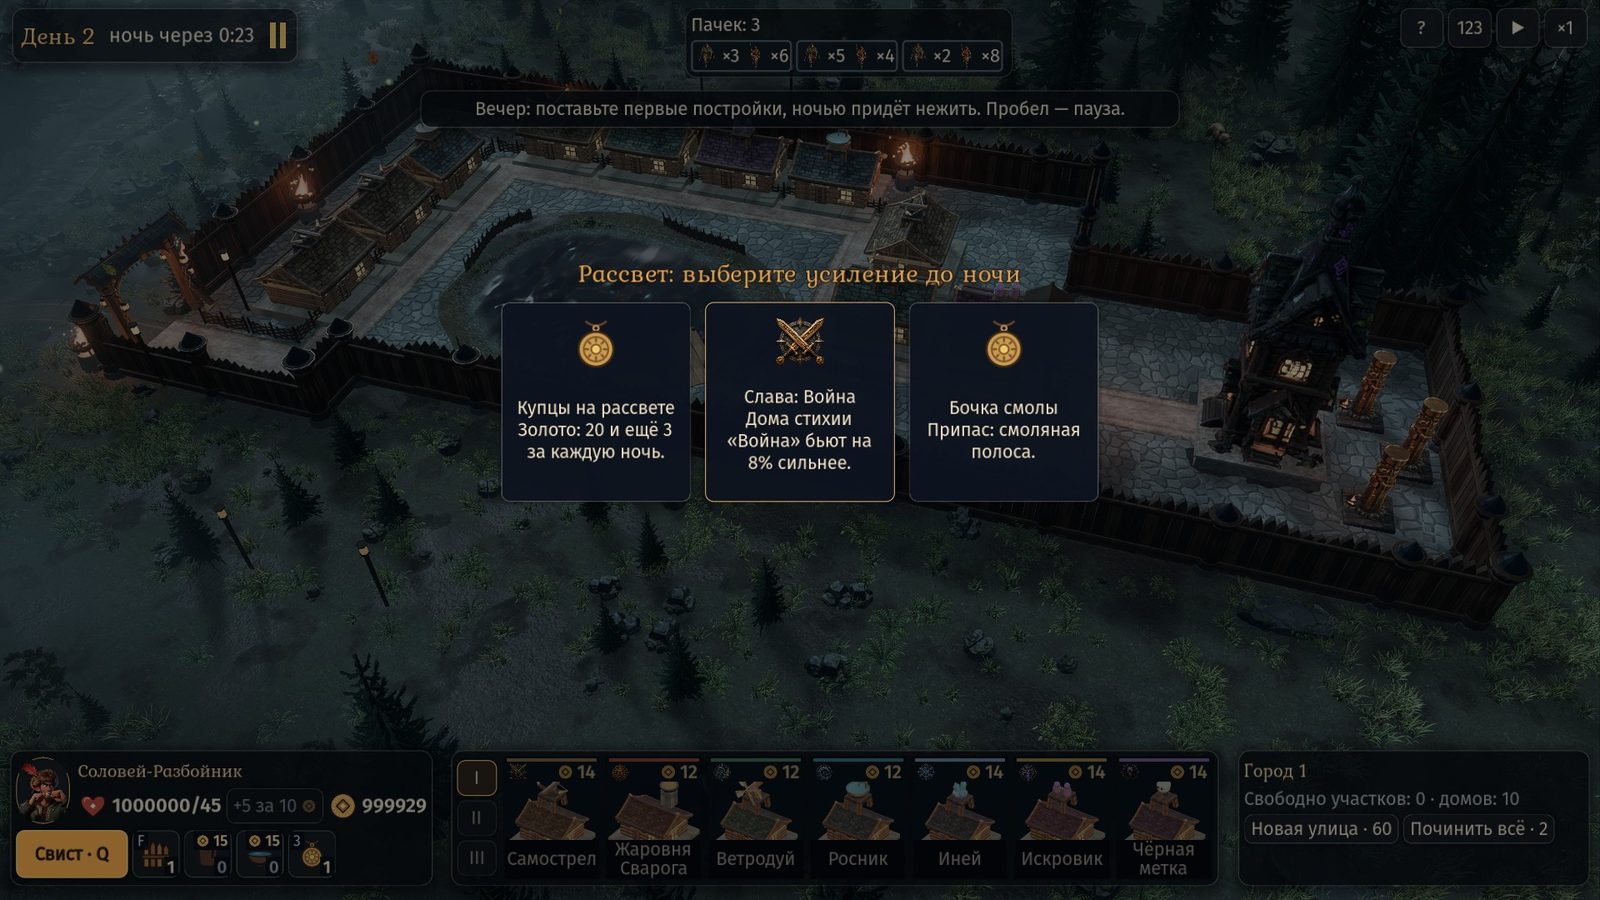 День 2 ночь через 0:23
Пачек: 3
×3 ×6 ×5 ×4 ×2 ×8
? 123 ×1
Вечер: поставьте первые постройки, ночью придёт нежить. Пробел — пауза.
Рассвет: выберите усиление до ночи
Купцы на рассвете
Золото: 20 и ещё 3
за каждую ночь.
Слава: Война
Дома стихии
«Война» бьют на
8% сильнее.
Бочка смолы
Припас: смоляная
полоса.
Соловей-Разбойник
1000000/45 +5 за 10 999929
Свист · Q
F 1
15 0
15 0
3 1
I
II
III
14 12 12 12 14 14 14
Самострел
Жаровня
Сварога
Ветродуй
Росник
Иней
Искровик
Чёрная
метка
Город 1
Свободно участков: 0 · домов: 10
Новая улица · 60 Починить всё · 2